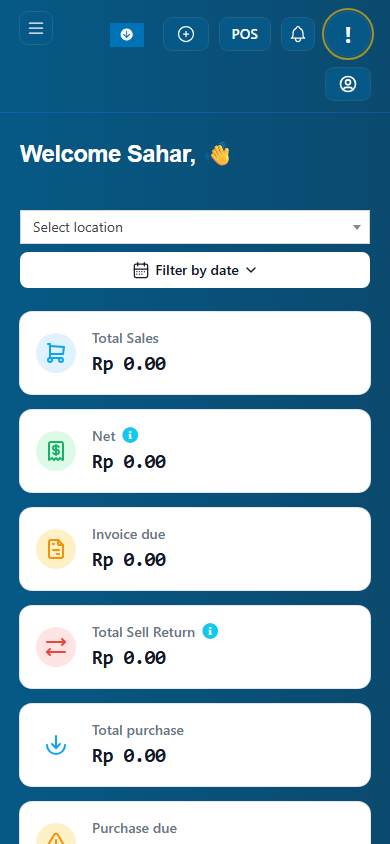 POS
!
Welcome Sahar, 👋
Select location
Filter by date
Total Sales
Rp 0.00
Net
Rp 0.00
Invoice due
Rp 0.00
Total Sell Return
Rp 0.00
Total purchase
Rp 0.00
Purchase due